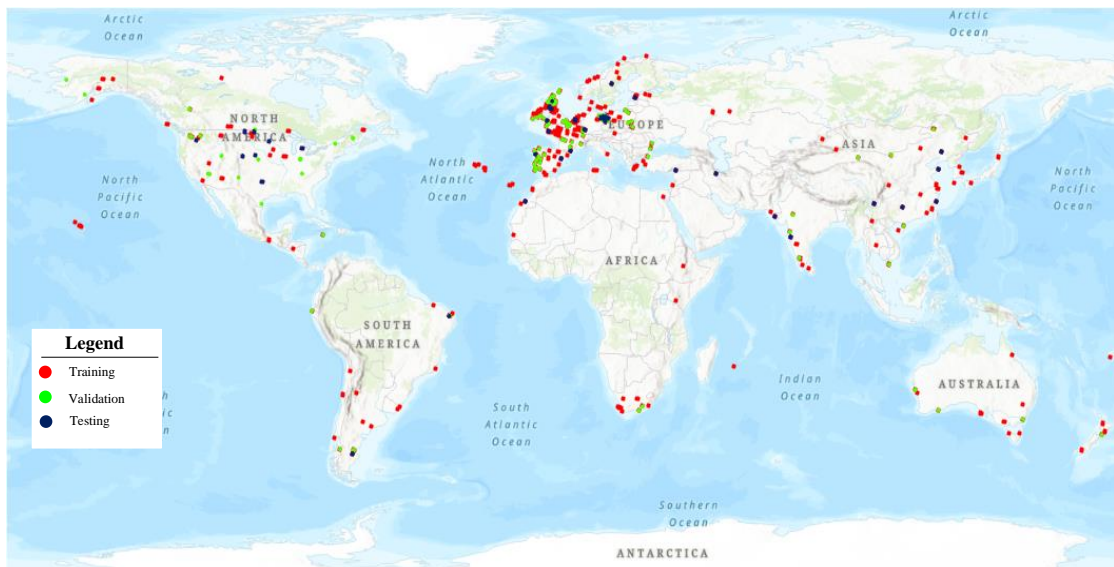 Arctic
Ocean
Arctic
Ocean
NORTH
AMERICA
EUROPE
ASIA
North
Pacific
Ocean
North
Atlantic
Ocean
North
Pacific
Ocean
AFRICA
SOUTH
AMERICA
Indian
Ocean
AUSTRALIA
South
Atlantic
Ocean
Legend
Training
Validation
Testing
h
fic
n
Southern
Ocean
ANTARCTICA